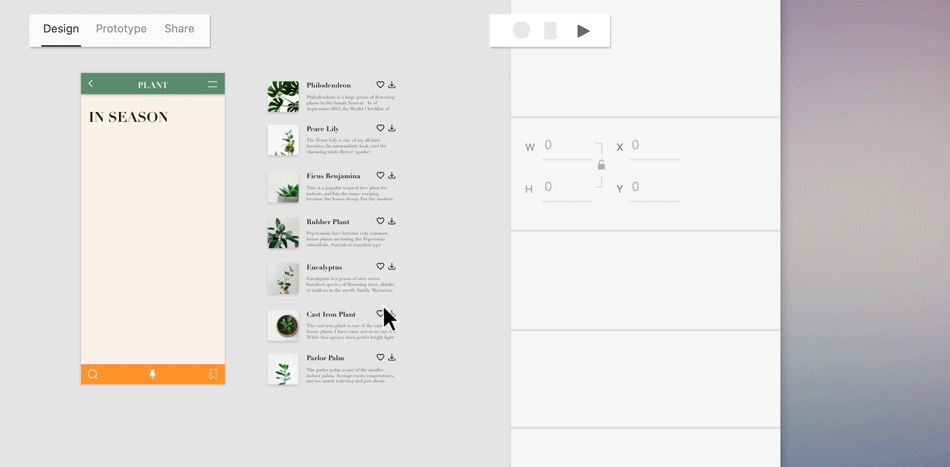 Design Prototype Share
PLANT
IN SEASON
Philodendron
Philodendron is a large genus of flowering
plants in the family Araceae. As of
September 2015, the World Checklist of
Peace Lily
The Peace Lily is one of my all time
favorites. Its minimalistic look, and the
charming white flower (spathe)
Ficus Benjamina
This is a popular tropical tree plant for
indoors and has the same weeping
because the leaves droop. For the modern
Rubber Plant
Peperomias have become very common
house plants including the Peperomia
obtusifolia. Succulent rounded type
Eucalyptus
Eucalyptus is a genus of over seven
hundred species of flowering trees, shrubs
or mallees in the myrtle family, Myrtaceae.
Cast Iron Plant
The cast iron plant is one of the
house plants I have come across to
While this species does prefer bright light
Parlor Palm
The parlor palm is one of the smaller
indoor palms. Average room temperatures,
not too much watering and just about
W 0 X 0
H 0 Y 0